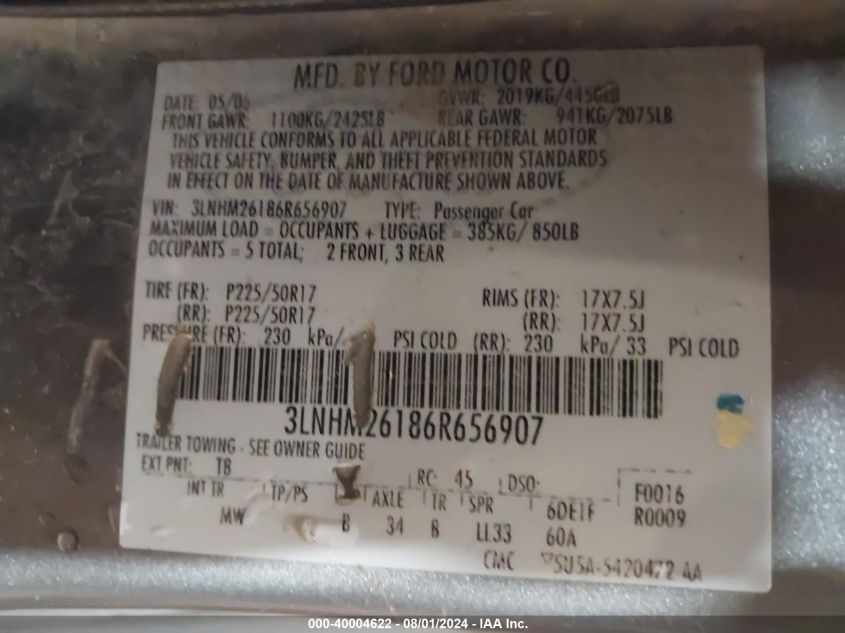 MFD. BY FORD MOTOR CO.
DATE: 05/06 GVWR: 2019KG/4450LB
FRONT GAWR: 1100KG/2425LB REAR GAWR: 941KG/2075LB
THIS VEHICLE CONFORMS TO ALL APPLICABLE FEDERAL MOTOR
VEHICLE SAFETY, BUMPER, AND THEFT PREVENTION STANDARDS
IN EFFECT ON THE DATE OF MANUFACTURE SHOWN ABOVE.
VIN: 3LNHM26186R656907 TYPE: Passenger Car
MAXIMUM LOAD = OCCUPANTS + LUGGAGE = 385KG/ 850LB
OCCUPANTS = 5 TOTAL; 2 FRONT, 3 REAR
TIRE (FR): P225/50R17 RIMS (FR): 17X7.5J
(RR): P225/50R17 (RR): 17X7.5J
PRESSURE (FR): 230 kPa/ PSI COLD (RR): 230 kPa/ 33 PSI COLD
3LNHM26186R656907
TRAILER TOWING - SEE OWNER GUIDE
EXT PNT: T8 RC: 45 DSO: F0016
INT TR TP/PS AXLE TR SPR 6DE1F R0009
MW B 34 B LL33 60A
CMC 5U5A-5420472-AA
000-40004622 - 08/01/2024 - IAA Inc.